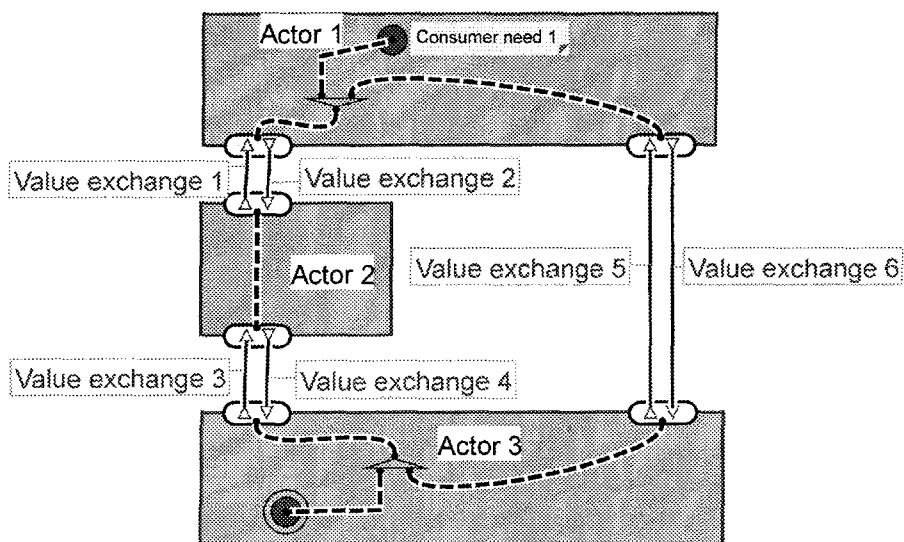 Actor 1
Consumer need 1
Value exchange 1
Value exchange 2
Actor 2
Value exchange 5
Value exchange 6
Value exchange 3
Value exchange 4
Actor 3